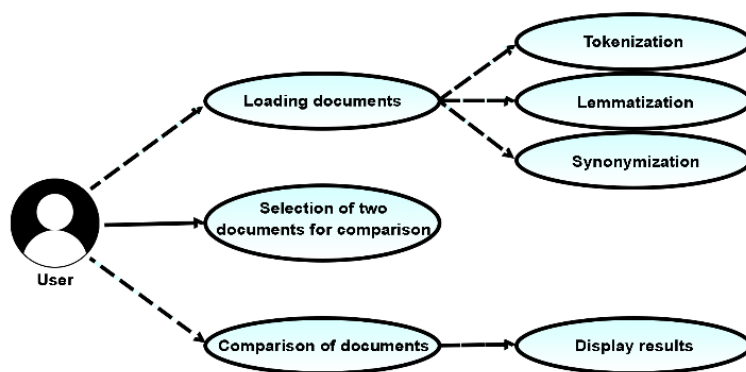 Tokenization
Loading documents
Lemmatization
Synonymization
Selection of two
documents for comparison
User
Comparison of documents
Display results